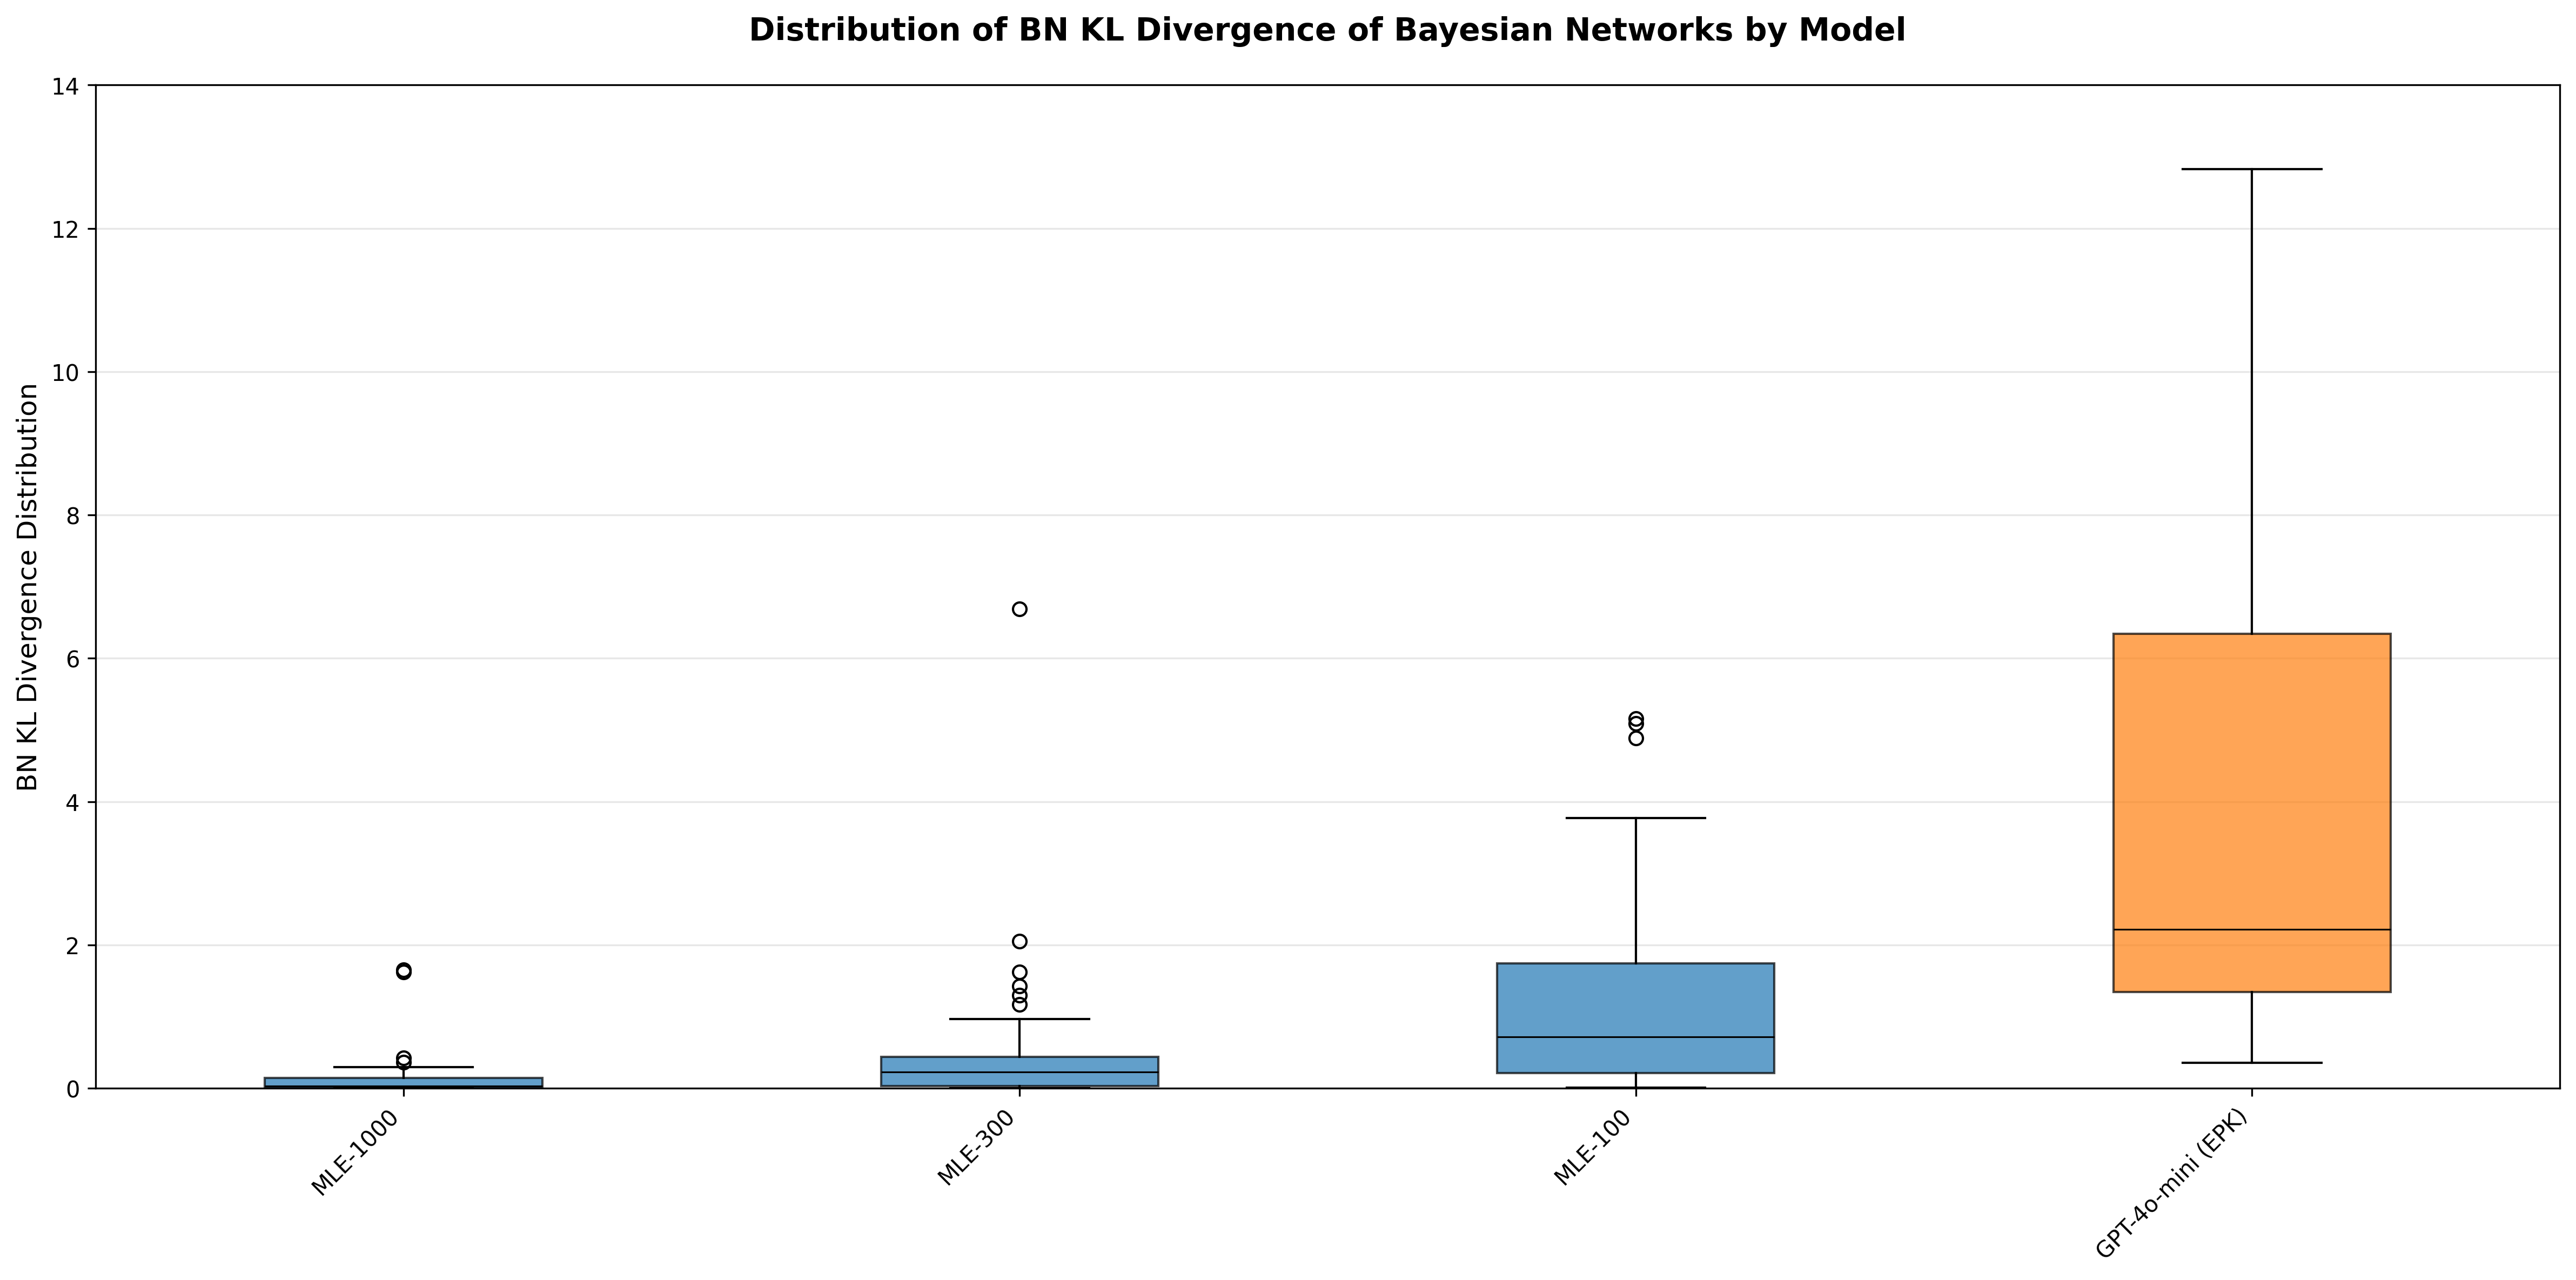 Distribution of BN KL Divergence of Bayesian Networks by Model
BN KL Divergence Distribution
14
12
10
8
6
4
2
0
MLE-1000
MLE-300
MLE-100
GPT-4o-mini (EPK)